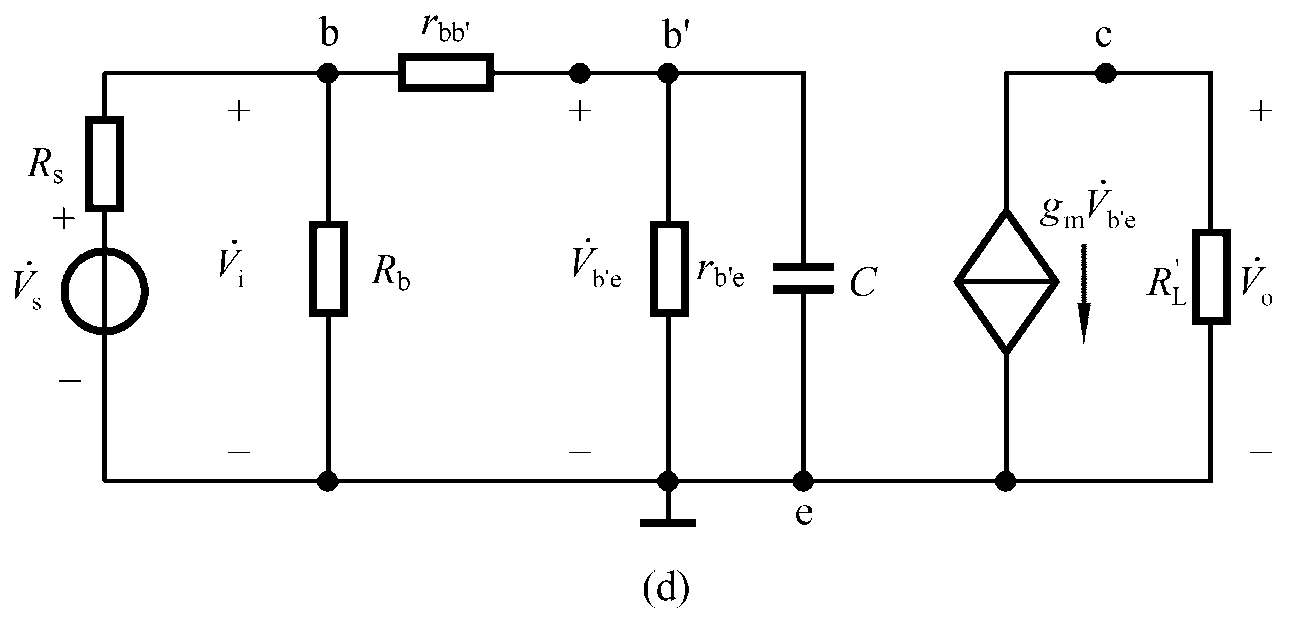 b r_bb' b' c
+ + +
R_s
+ g_m V̇_b'e
V̇_s V̇_i R_b V̇_b'e r_b'e C R'_L V̇_o
−
− − −
e
(d)